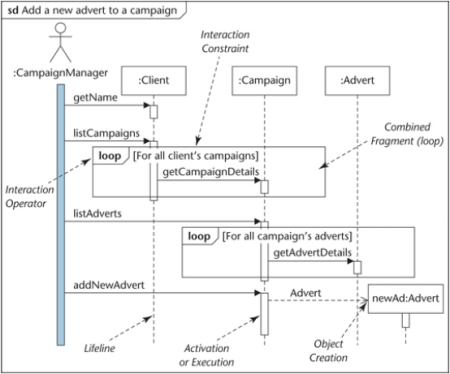 sd Add a new advert to a campaign
Interaction
Constraint
:CampaignManager
:Client
:Campaign
:Advert
getName
listCampaigns
Combined
Fragment (loop)
loop [For all client's campaigns]
getCampaignDetails
Interaction
Operator
listAdverts
loop [For all campaign's adverts]
getAdvertDetails
addNewAdvert
Advert
newAd:Advert
Lifeline
Activation
or Execution
Object
Creation